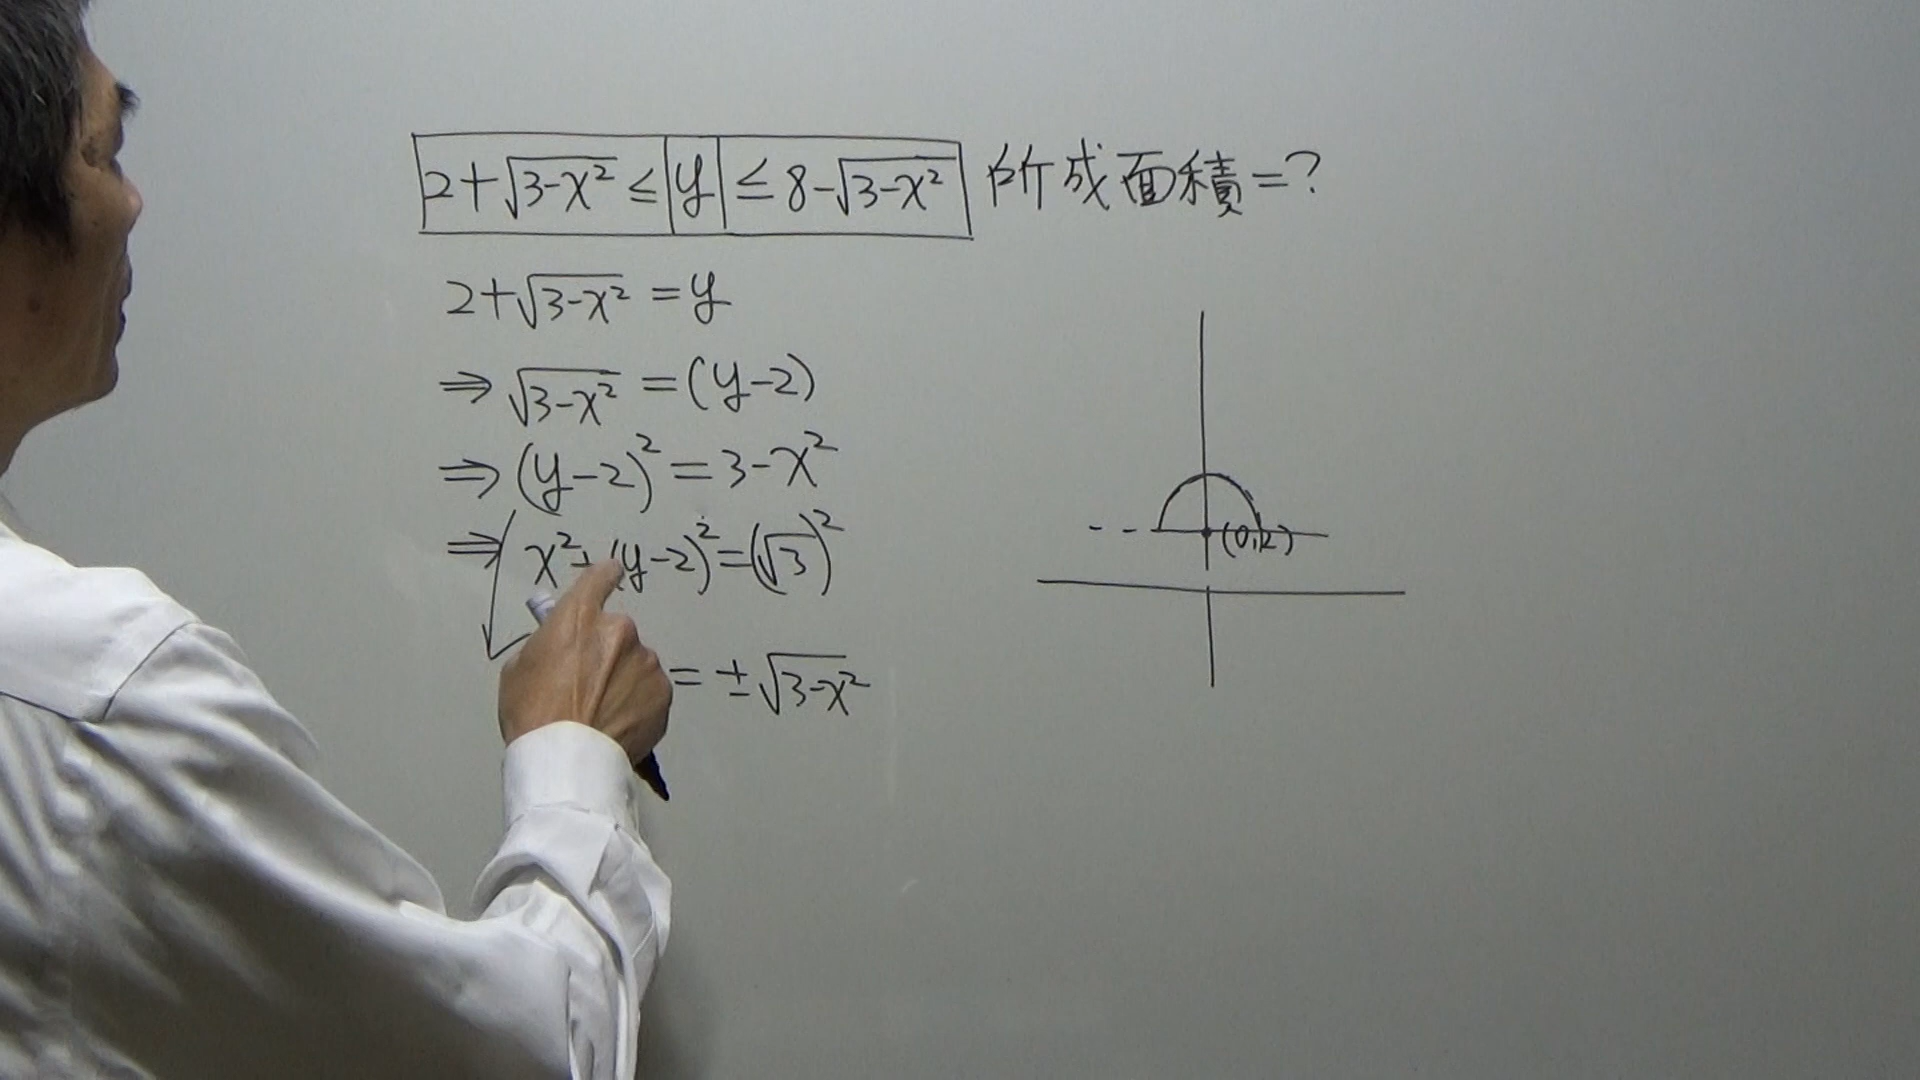 2+√(3-x²) ≤ y ≤ 8-√(3-x²) 所成面積=?
2+√(3-x²) = y
⇒ √(3-x²) = (y-2)
⇒ (y-2)² = 3-x²
⇒ x²+(y-2)² = (√3)²
= ±√(3-x²)
(0,2)